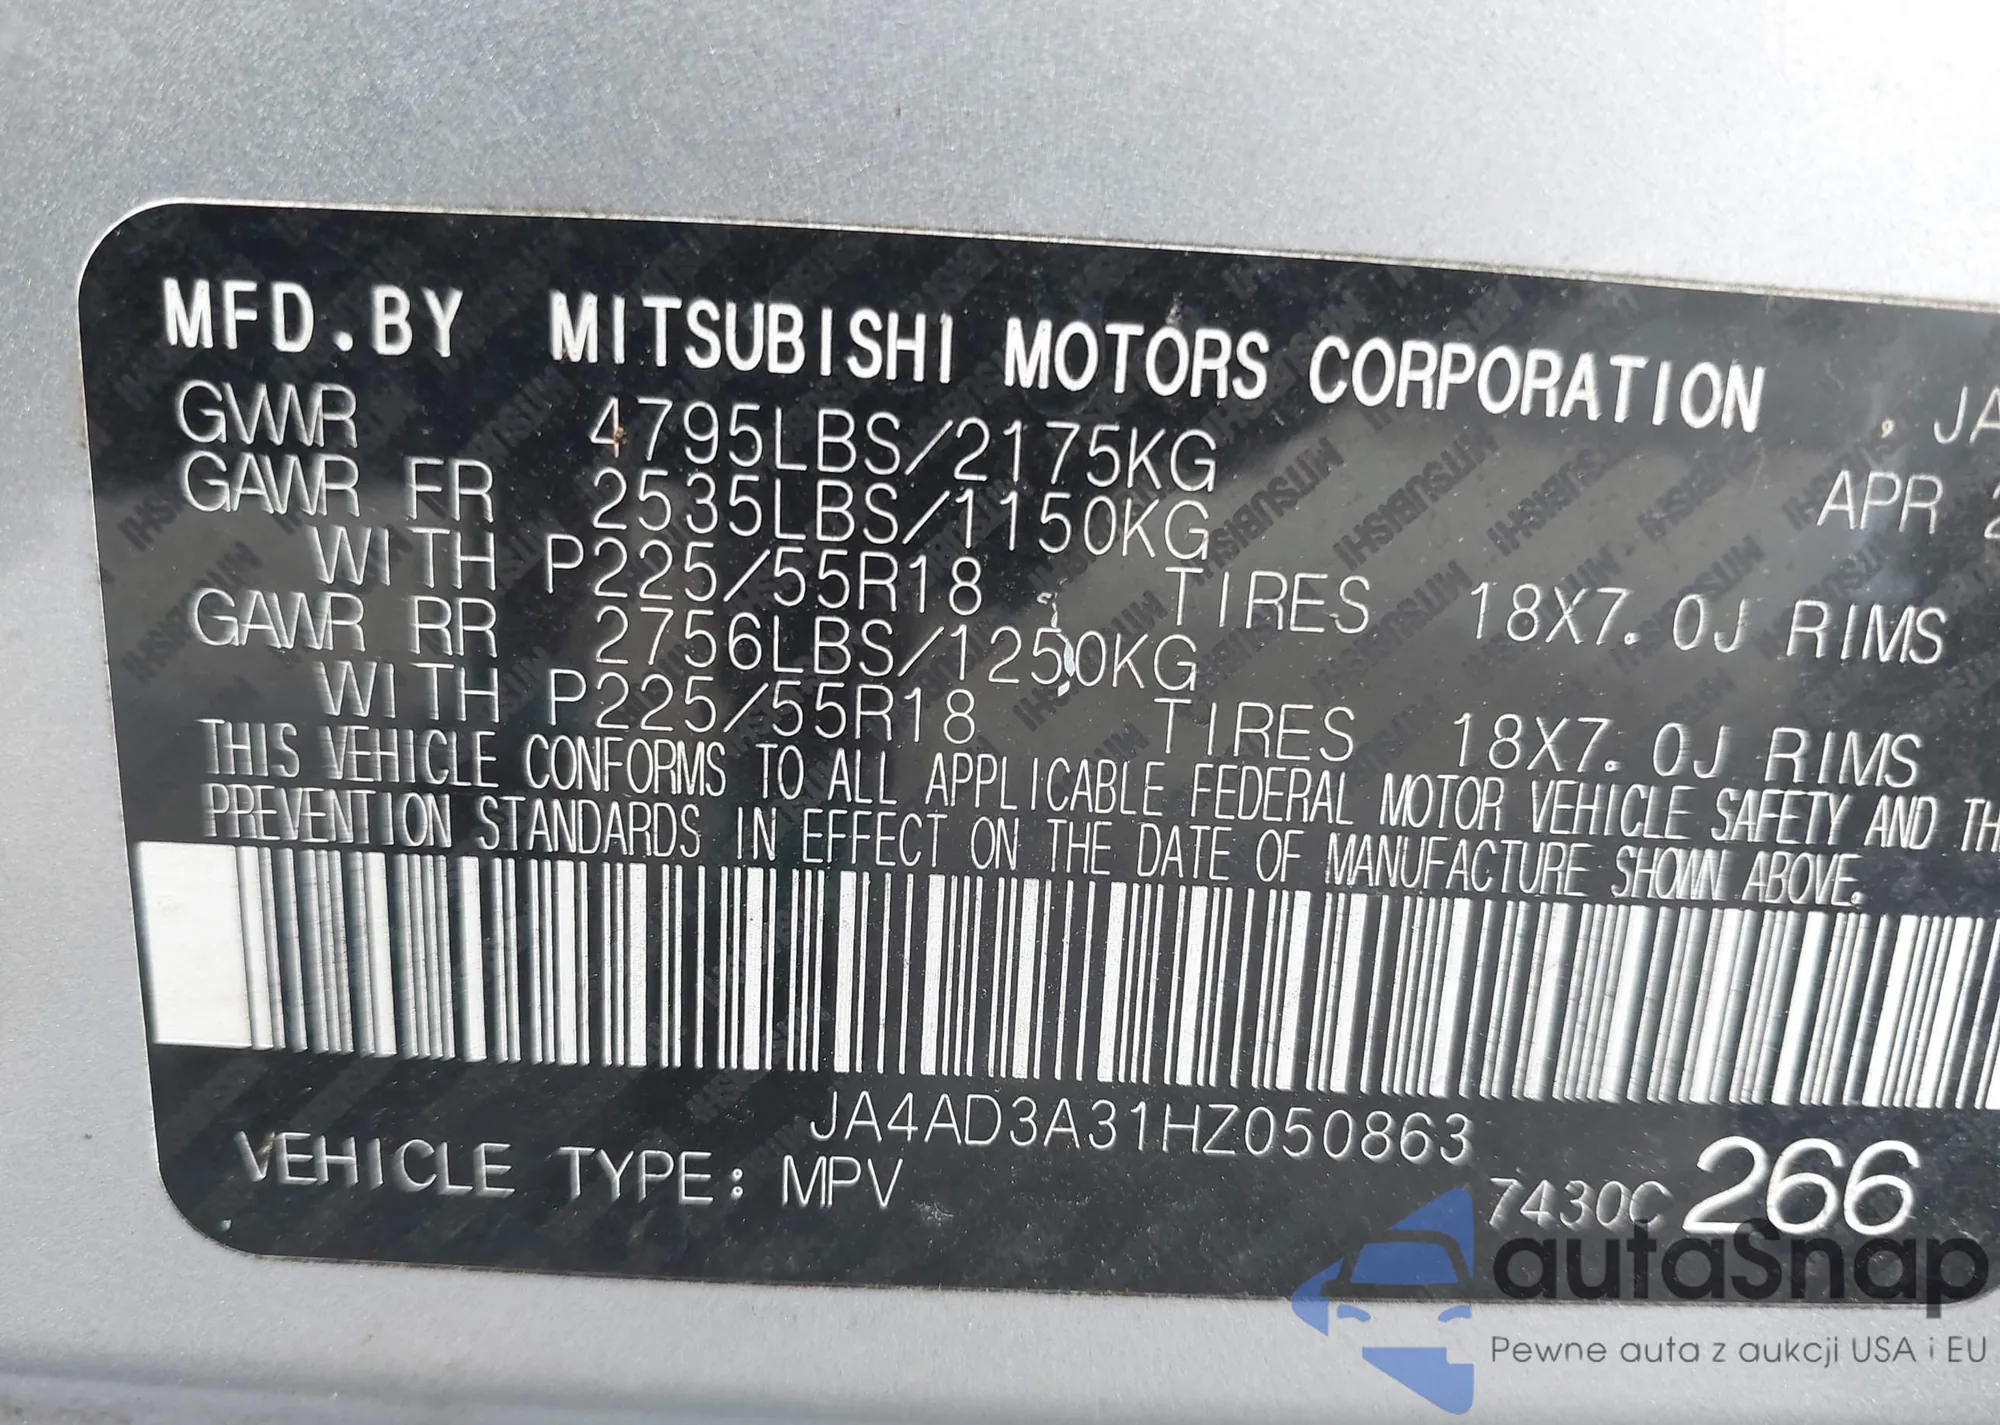 MFD.BY MITSUBISHI MOTORS CORPORATION , JA
GVWR 4795LBS/2175KG APR 2
GAWR FR 2535LBS/1150KG
WITH P225/55R18 TIRES 18X7.0J RIMS
GAWR RR 2756LBS/1250KG
WITH P225/55R18 TIRES 18X7.0J RIMS
THIS VEHICLE CONFORMS TO ALL APPLICABLE FEDERAL MOTOR VEHICLE SAFETY AND TH
PREVENTION STANDARDS IN EFFECT ON THE DATE OF MANUFACTURE SHOWN ABOVE.
JA4AD3A31HZ050863
VEHICLE TYPE: MPV 7430C 266
autaSnap
Pewne auta z aukcji USA i EU